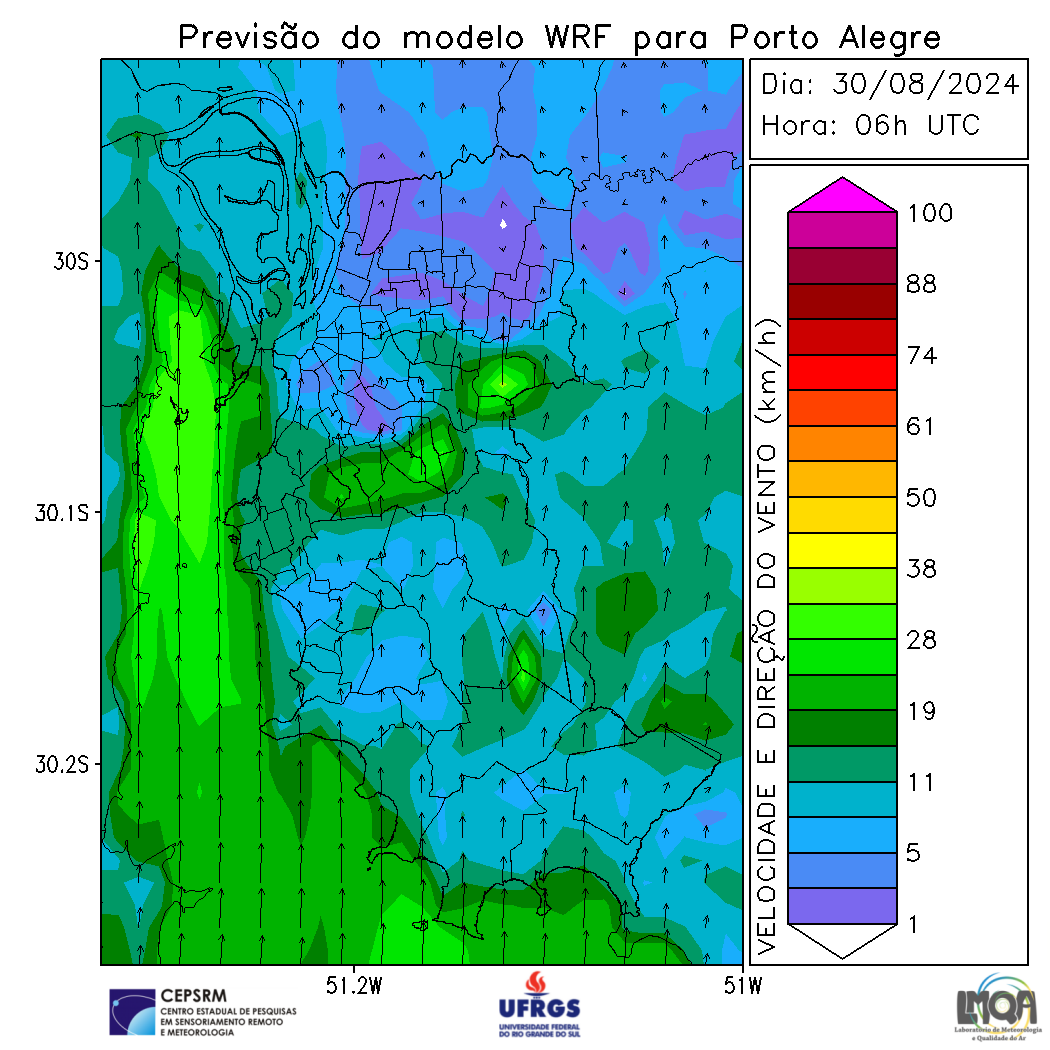 Previsão do modelo WRF para Porto Alegre
Dia: 30/08/2024
Hora: 06h UTC
30S
30.1S
30.2S
51.2W
51W
VELOCIDADE E DIREÇÃO DO VENTO (km/h)
100
88
74
61
50
38
28
19
11
5
1
CEPSRM
CENTRO ESTADUAL DE PESQUISAS
EM SENSORIAMENTO REMOTO
E METEOROLOGIA
UFRGS
UNIVERSIDADE FEDERAL
DO RIO GRANDE DO SUL
LMQA
Laboratório de Meteorologia
e Qualidade do Ar